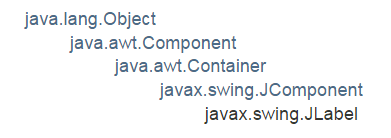 java.lang.Object
java.awt.Component
java.awt.Container
javax.swing.JComponent
javax.swing.JLabel